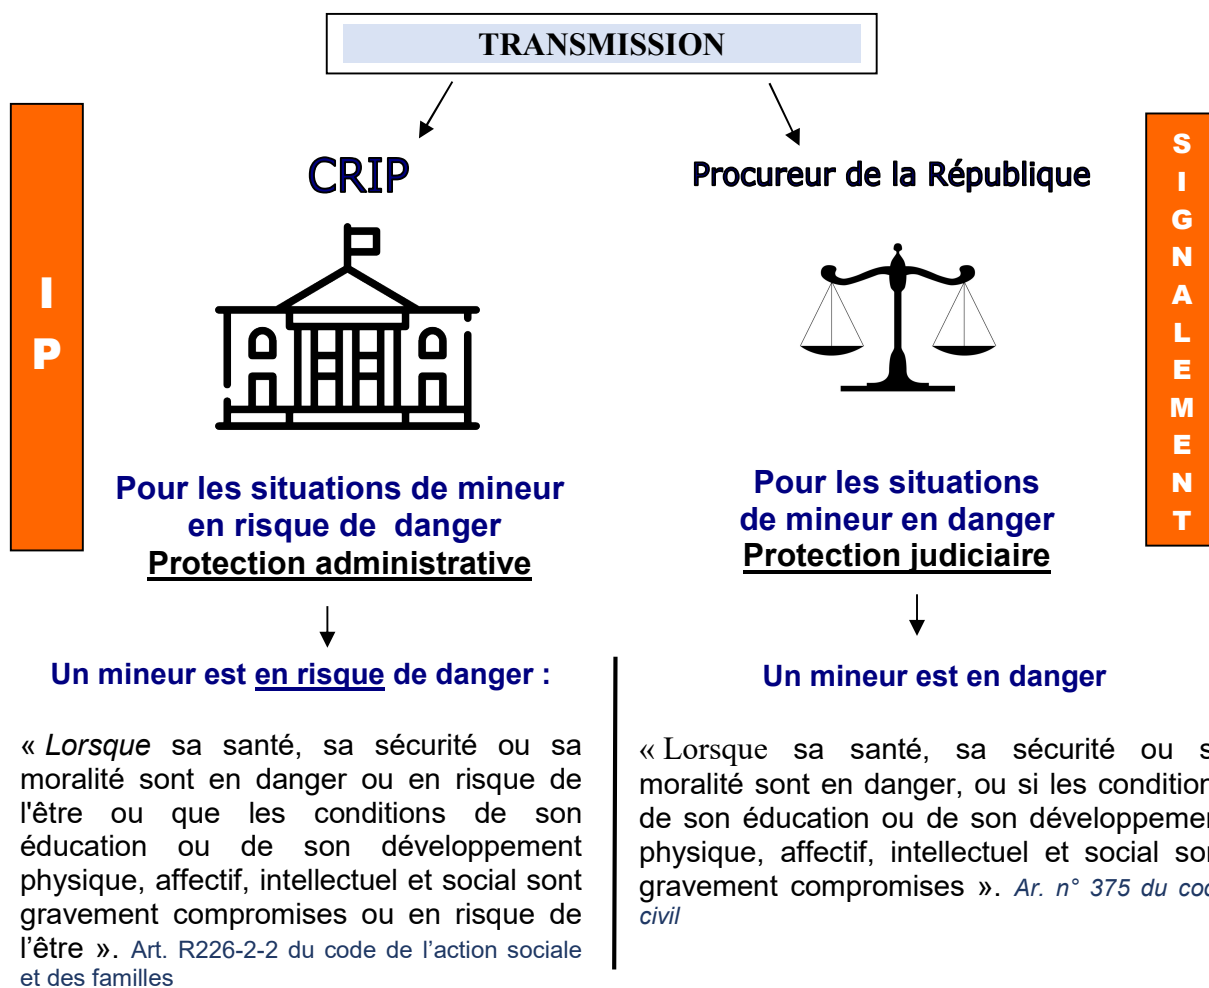 TRANSMISSION
I
P
CRIP
Pour les situations de mineur
en risque de danger
Protection administrative
Un mineur est en risque de danger :
« Lorsque sa santé, sa sécurité ou sa
moralité sont en danger ou en risque de
l'être ou que les conditions de son
éducation ou de son développement
physique, affectif, intellectuel et social sont
gravement compromises ou en risque de
l’être ». Art. R226-2-2 du code de l’action sociale
et des familles
Procureur de la République
Pour les situations
de mineur en danger
Protection judiciaire
Un mineur est en danger
« Lorsque sa santé, sa sécurité ou s
moralité sont en danger, ou si les condition
de son éducation ou de son développemen
physique, affectif, intellectuel et social son
gravement compromises ». Ar. n° 375 du cod
civil
S
I
G
N
A
L
E
M
E
N
T